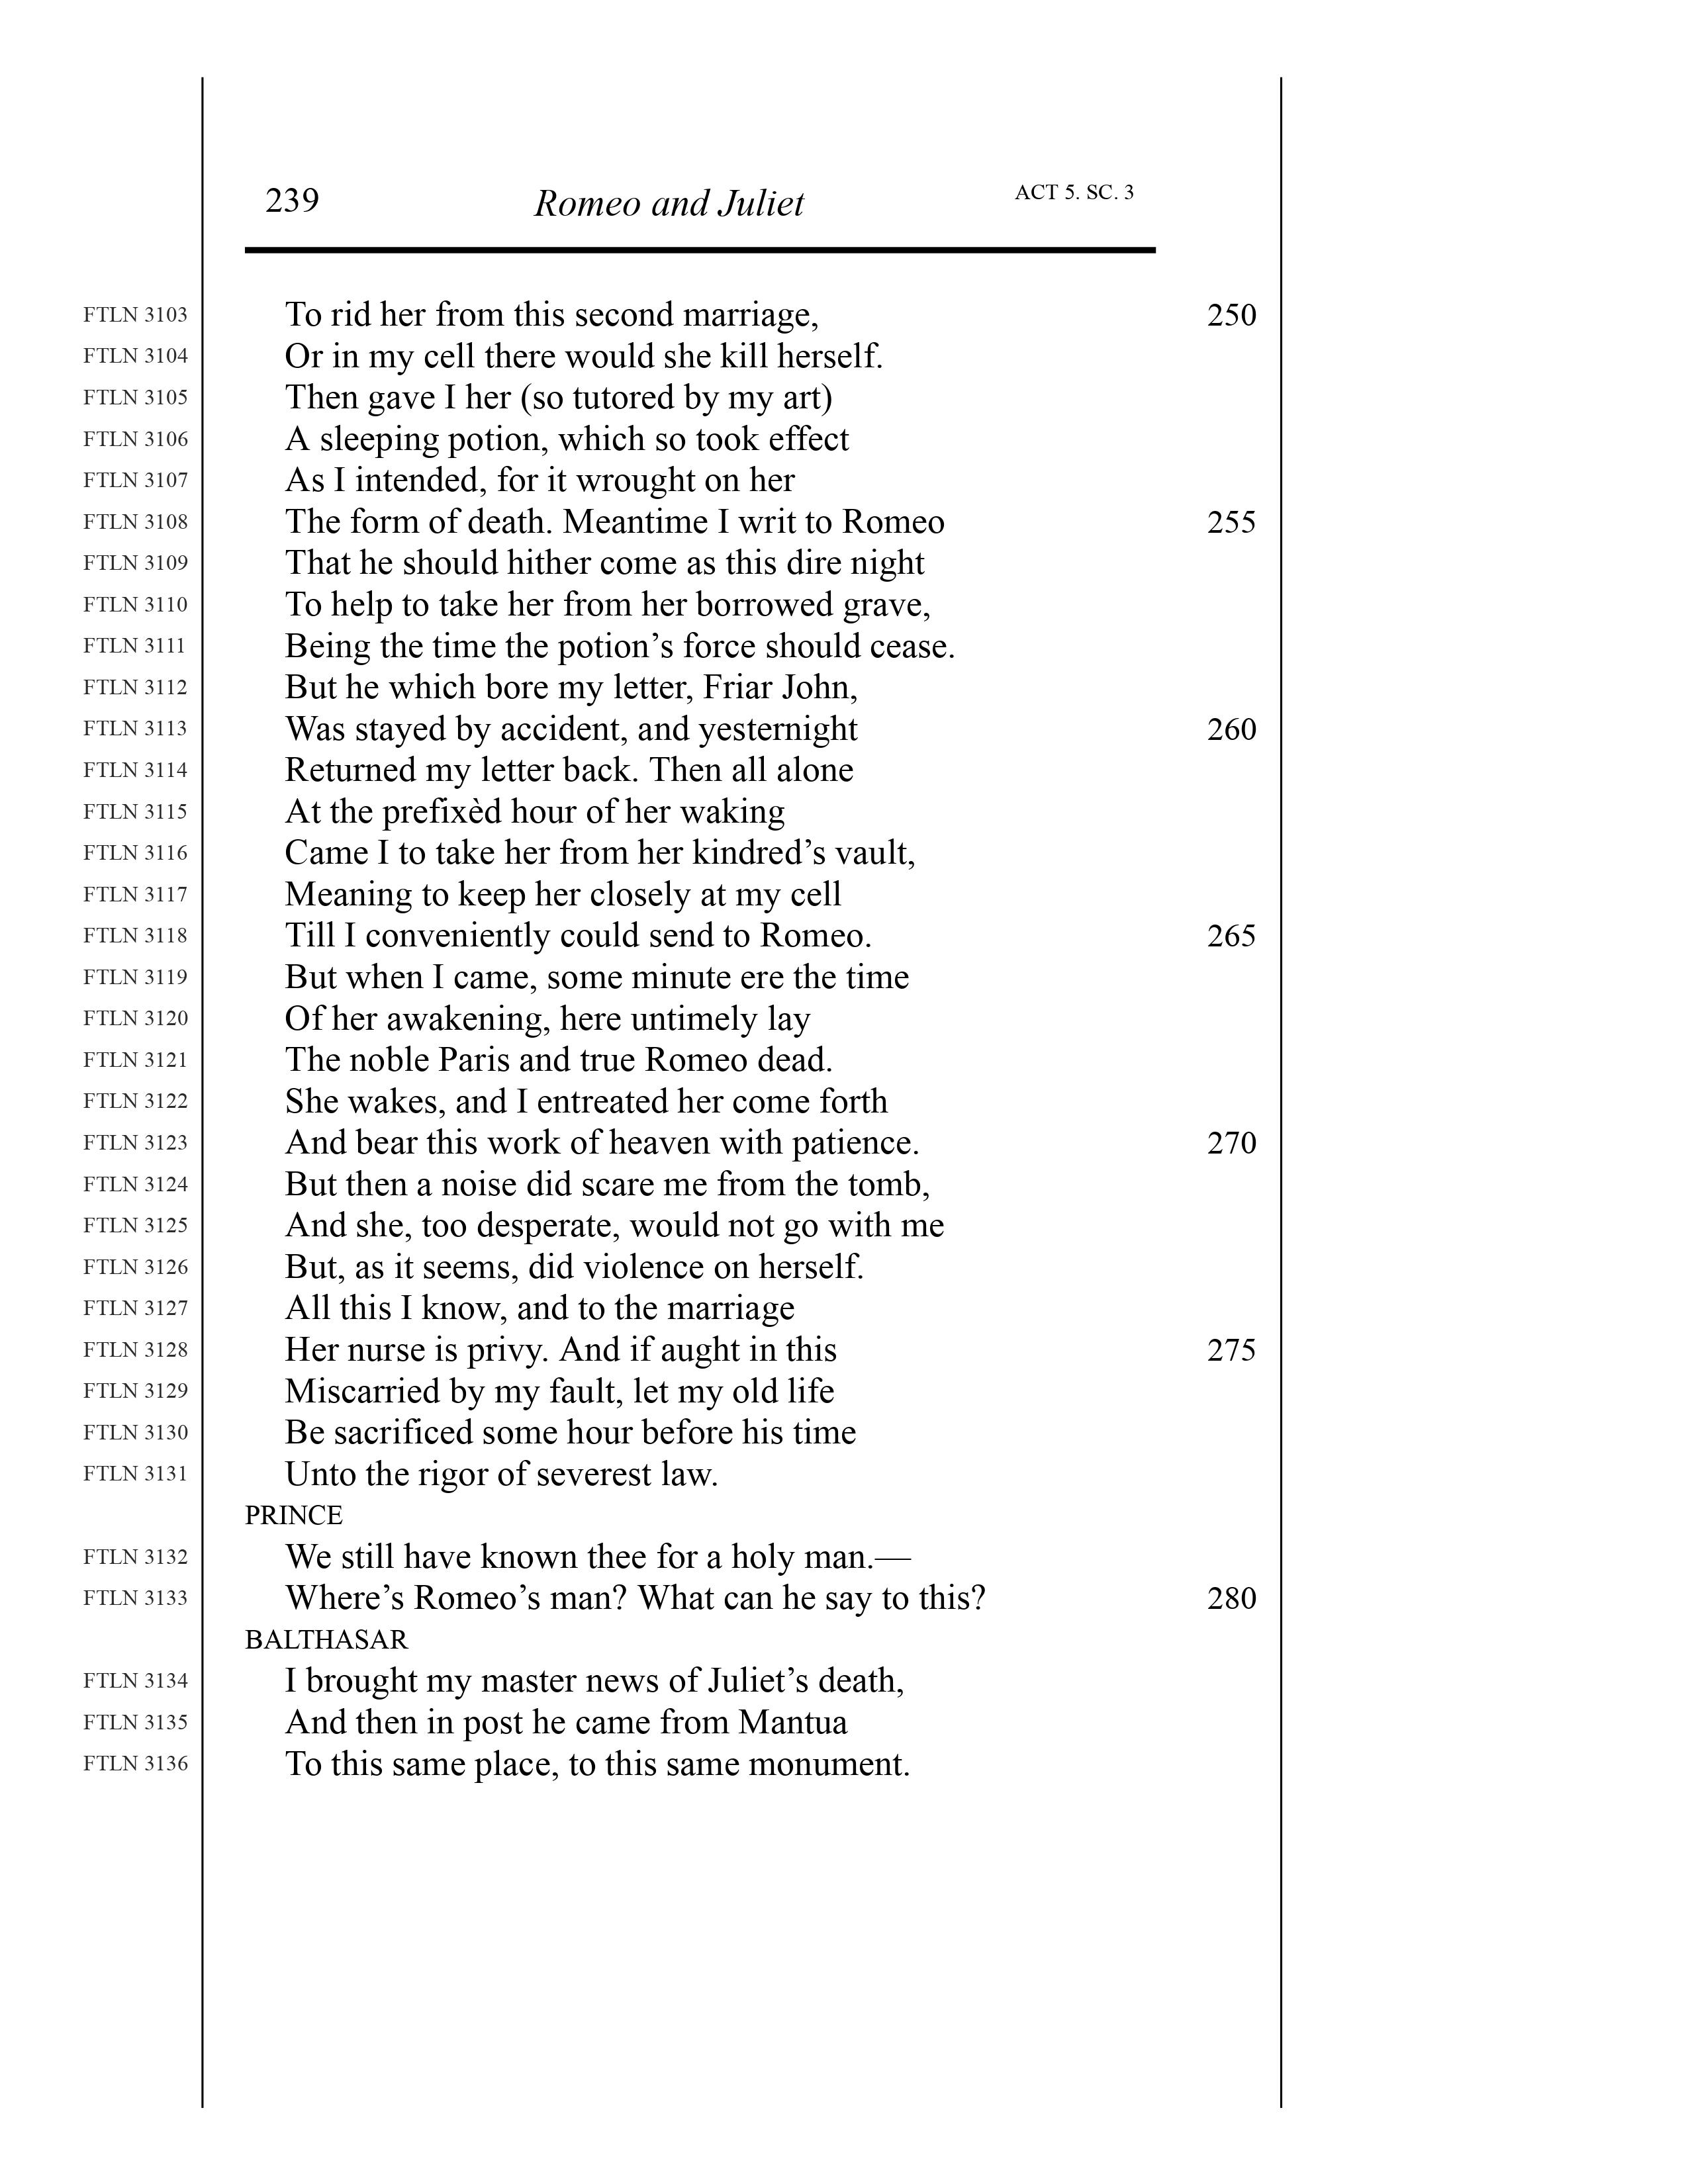 239 Romeo and Juliet ACT 5. SC. 3
FTLN 3103 To rid her from this second marriage, 250
FTLN 3104 Or in my cell there would she kill herself.
FTLN 3105 Then gave I her (so tutored by my art)
FTLN 3106 A sleeping potion, which so took effect
FTLN 3107 As I intended, for it wrought on her
FTLN 3108 The form of death. Meantime I writ to Romeo 255
FTLN 3109 That he should hither come as this dire night
FTLN 3110 To help to take her from her borrowed grave,
FTLN 3111 Being the time the potion’s force should cease.
FTLN 3112 But he which bore my letter, Friar John,
FTLN 3113 Was stayed by accident, and yesternight 260
FTLN 3114 Returned my letter back. Then all alone
FTLN 3115 At the prefixèd hour of her waking
FTLN 3116 Came I to take her from her kindred’s vault,
FTLN 3117 Meaning to keep her closely at my cell
FTLN 3118 Till I conveniently could send to Romeo. 265
FTLN 3119 But when I came, some minute ere the time
FTLN 3120 Of her awakening, here untimely lay
FTLN 3121 The noble Paris and true Romeo dead.
FTLN 3122 She wakes, and I entreated her come forth
FTLN 3123 And bear this work of heaven with patience. 270
FTLN 3124 But then a noise did scare me from the tomb,
FTLN 3125 And she, too desperate, would not go with me
FTLN 3126 But, as it seems, did violence on herself.
FTLN 3127 All this I know, and to the marriage
FTLN 3128 Her nurse is privy. And if aught in this 275
FTLN 3129 Miscarried by my fault, let my old life
FTLN 3130 Be sacrificed some hour before his time
FTLN 3131 Unto the rigor of severest law.
PRINCE
FTLN 3132 We still have known thee for a holy man.—
FTLN 3133 Where’s Romeo’s man? What can he say to this? 280
BALTHASAR
FTLN 3134 I brought my master news of Juliet’s death,
FTLN 3135 And then in post he came from Mantua
FTLN 3136 To this same place, to this same monument.